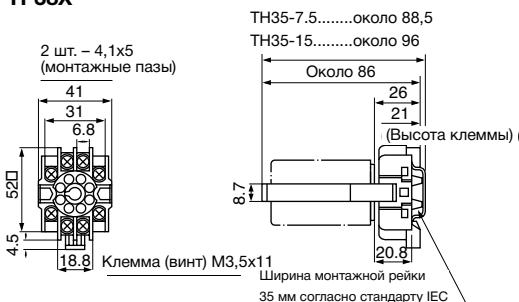 TH35-7.5........около 88,5
TH35-15.........около 96
2 шт. – 4,1x5
(монтажные пазы)
Около 86
41
26
31
21
6.8
(Высота клеммы)
52□
8.7
4.5
18.8
Клемма (винт) М3,5х11
20.8
Ширина монтажной рейки
35 мм согласно стандарту IEC